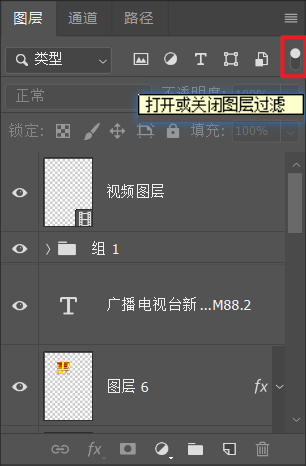 图层 通道 路径
类型
正常 不透明度: 100%
打开或关闭图层过滤
锁定: 填充: 100%
视频图层
组 1
广播电视台新 ...M88.2
图层 6
fx
fx